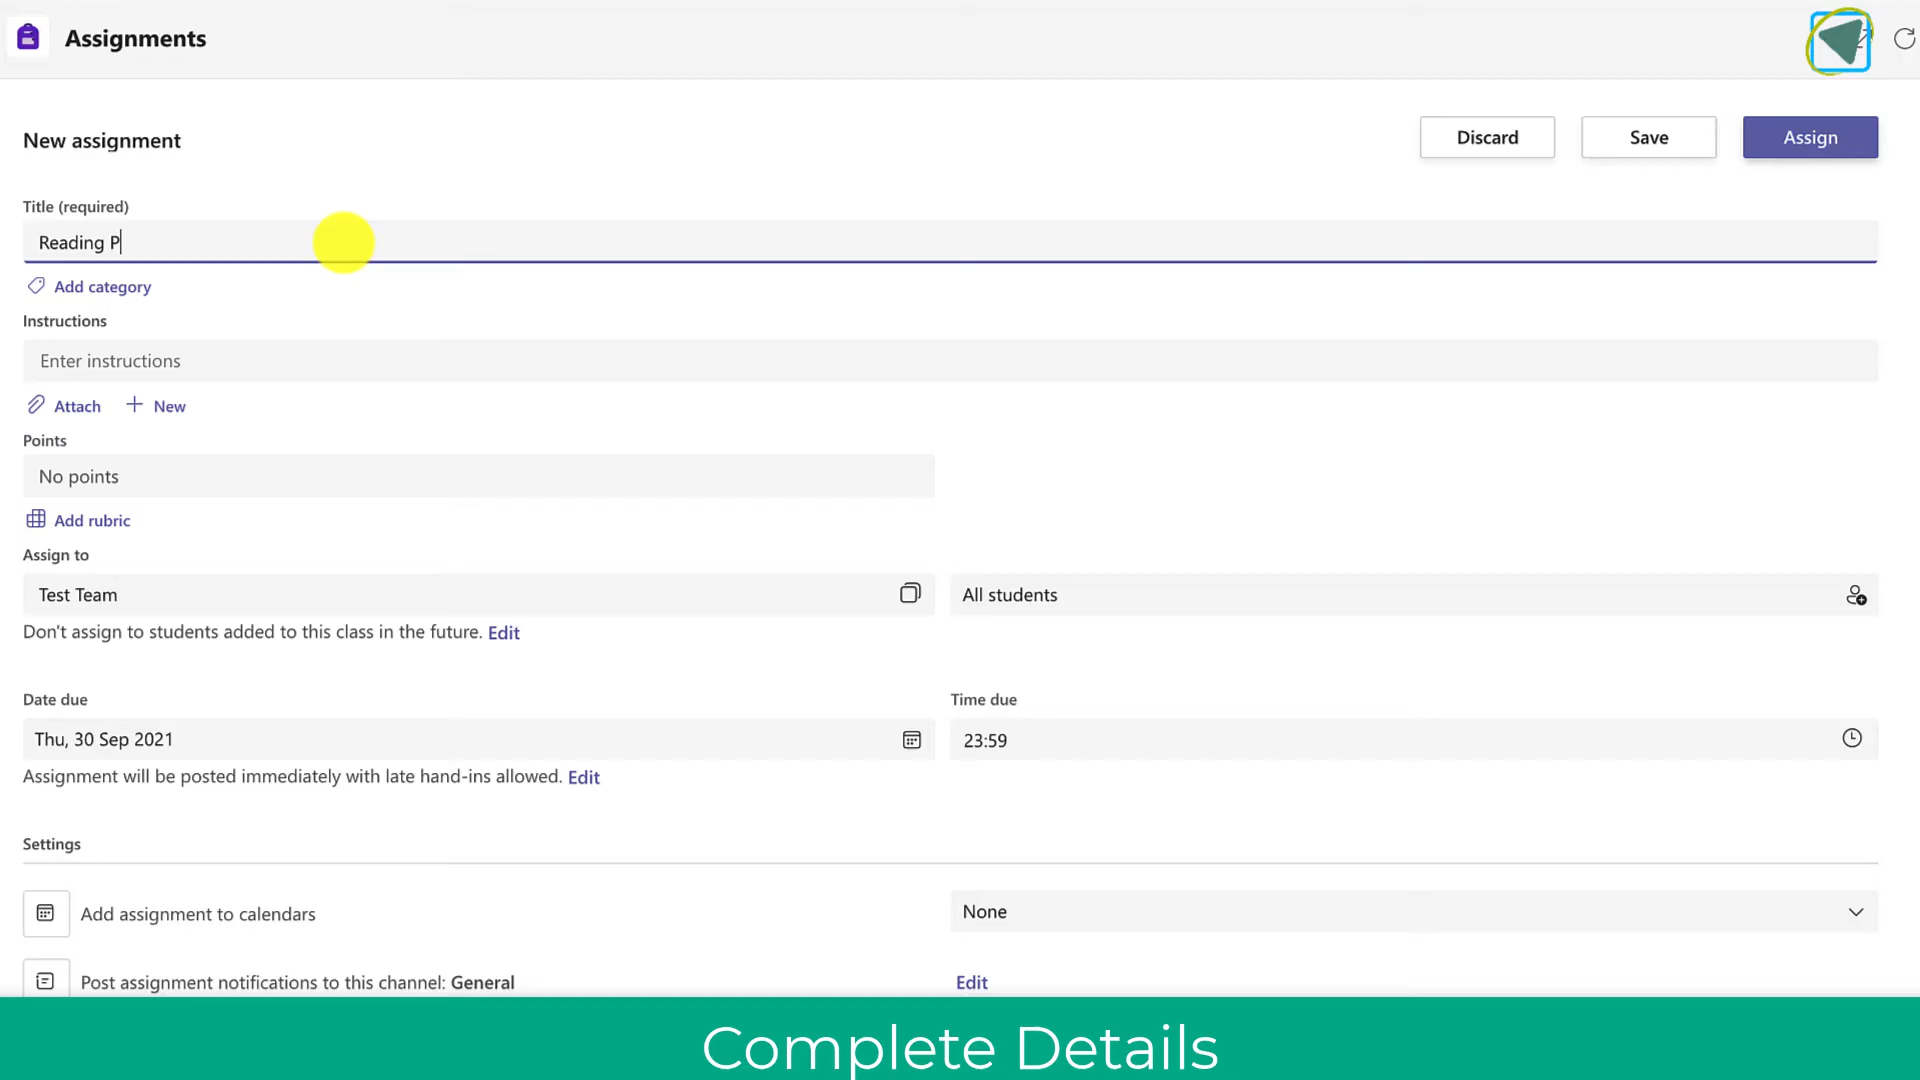 Assignments
New assignment
Discard
Save
Assign
Title (required)
Reading P
Add category
Instructions
Enter instructions
Attach
New
Points
No points
Add rubric
Assign to
Test Team
All students
Don't assign to students added to this class in the future. Edit
Date due
Time due
Thu, 30 Sep 2021
23:59
Assignment will be posted immediately with late hand-ins allowed. Edit
Settings
Add assignment to calendars
None
Post assignment notifications to this channel: General
Edit
Complete Details